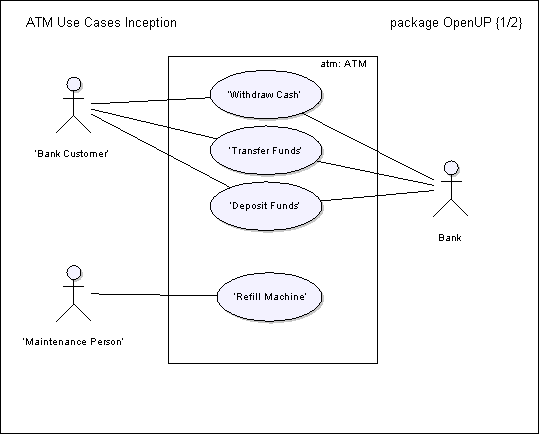 ATM Use Cases Inception
package OpenUP {1/2}
atm: ATM
'Withdraw Cash'
'Bank Customer'
'Transfer Funds'
'Deposit Funds'
Bank
'Refill Machine'
'Maintenance Person'